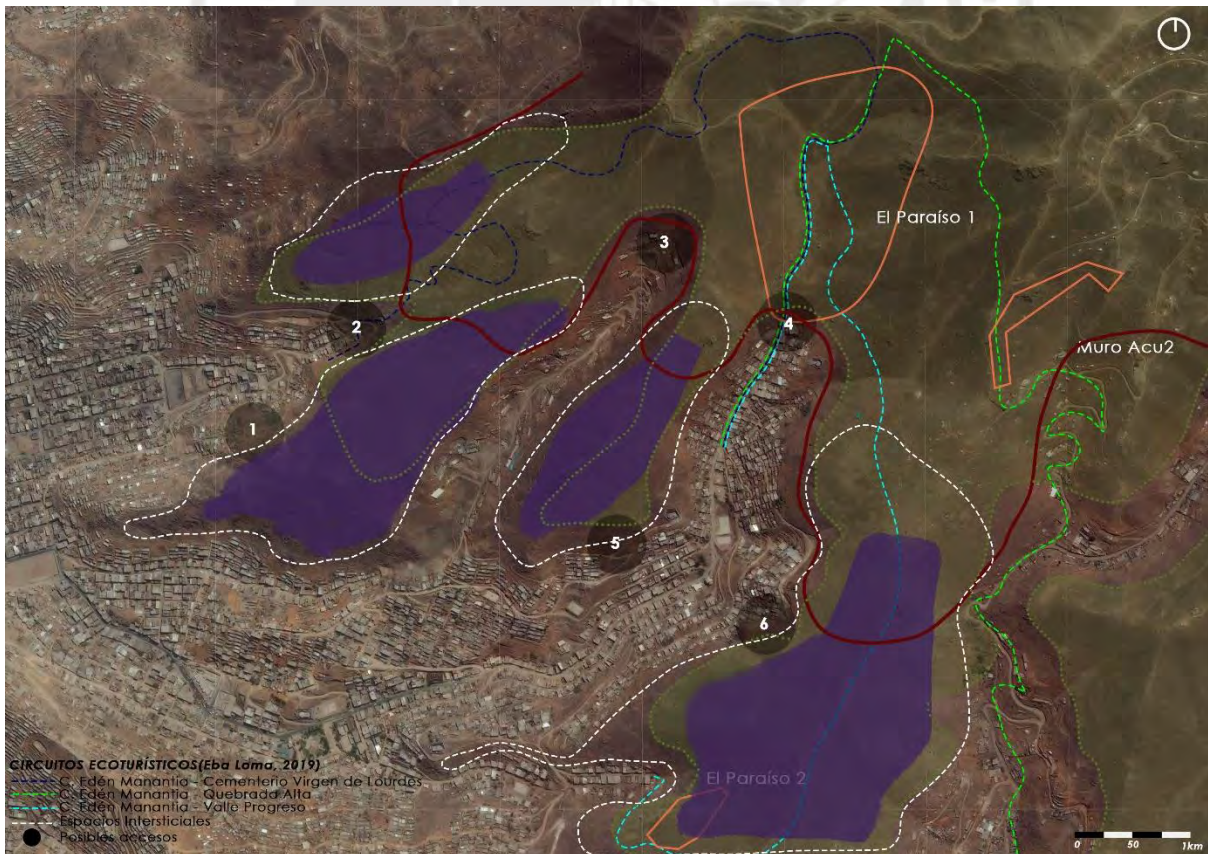 3
El Paraíso 1
2
4
Muro Acu2
1
5
6
El Paraíso 2
CIRCUITOS ECOTURÍSTICOS(Eba Loma, 2019)
C. Edén Manantia - Cementerio Virgen de Lourdes
C. Edén Manantia - Quebrada Alta
C. Edén Manantia - Valle Progreso
Espacios Intersticiales
Posibles accesos
0 50 1km